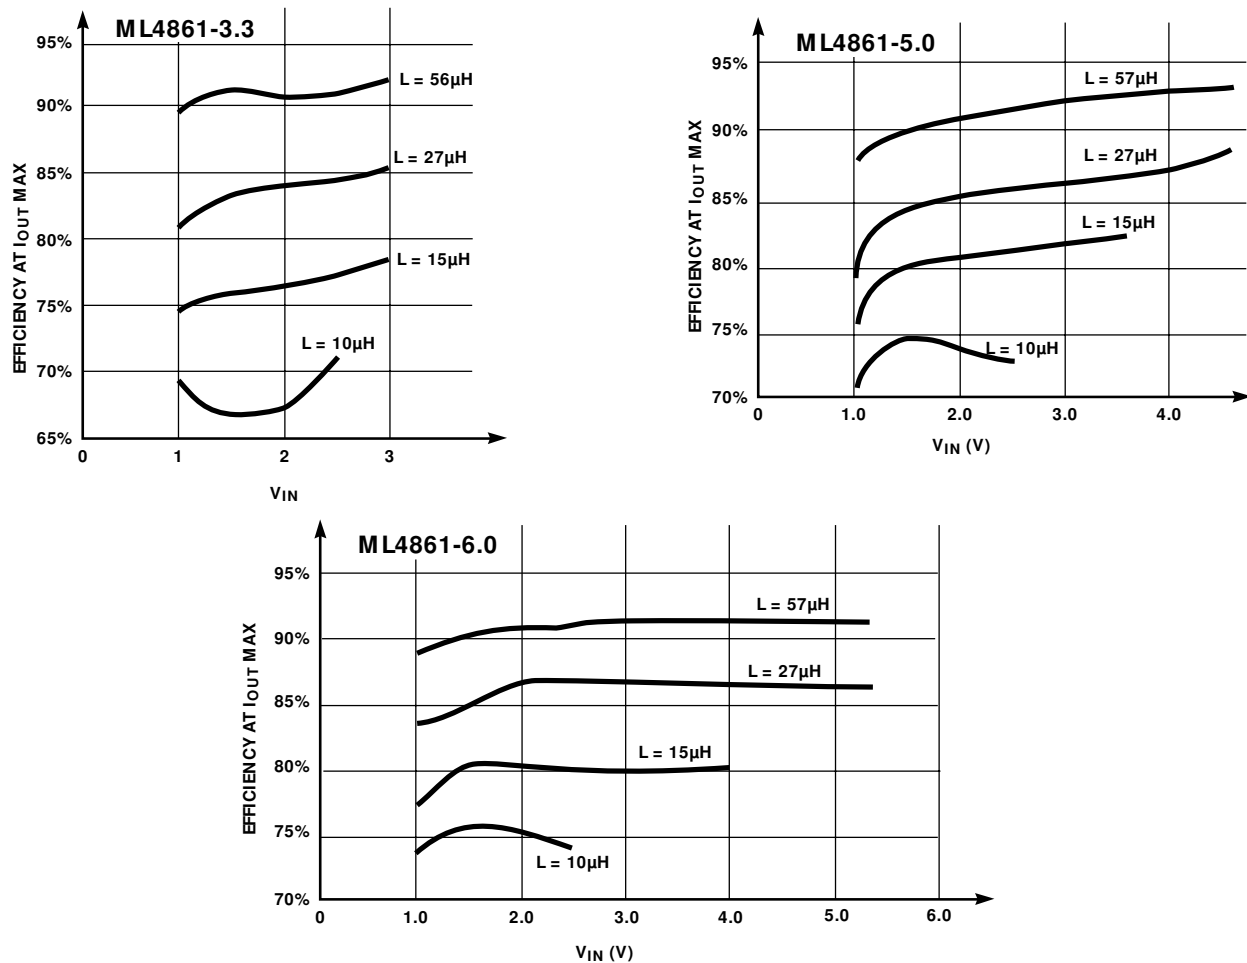 ML4861-3.3
95%
90%
85%
80%
75%
70%
65%
EFFICIENCY AT IOUT MAX
L = 56µH
L = 27µH
L = 15µH
L = 10µH
0 1 2 3
VIN
ML4861-5.0
95%
90%
85%
80%
75%
70%
EFFICIENCY AT IOUT MAX
L = 57µH
L = 27µH
L = 15µH
L = 10µH
0 1.0 2.0 3.0 4.0
VIN (V)
ML4861-6.0
95%
90%
85%
80%
75%
70%
EFFICIENCY AT IOUT MAX
L = 57µH
L = 27µH
L = 15µH
L = 10µH
0 1.0 2.0 3.0 4.0 5.0 6.0
VIN (V)